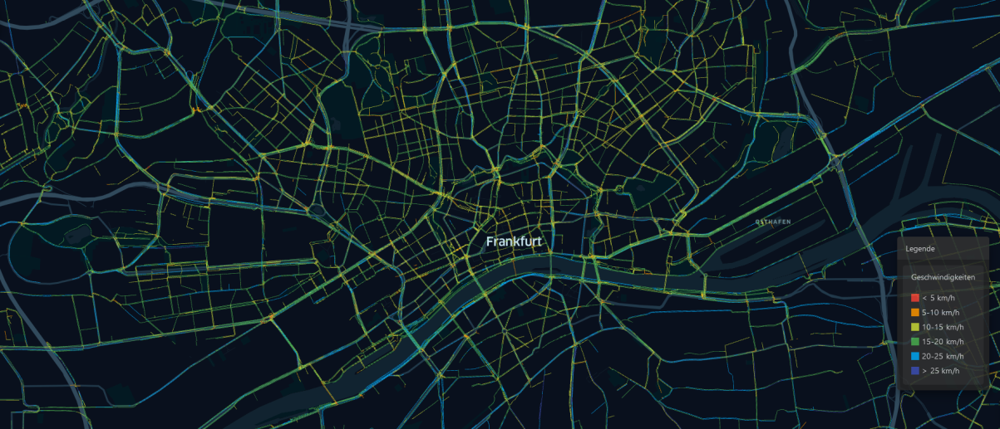 Frankfurt
OSTHAFEN
Legende
Geschwindigkeiten
< 5 km/h
5-10 km/h
10-15 km/h
15-20 km/h
20-25 km/h
> 25 km/h